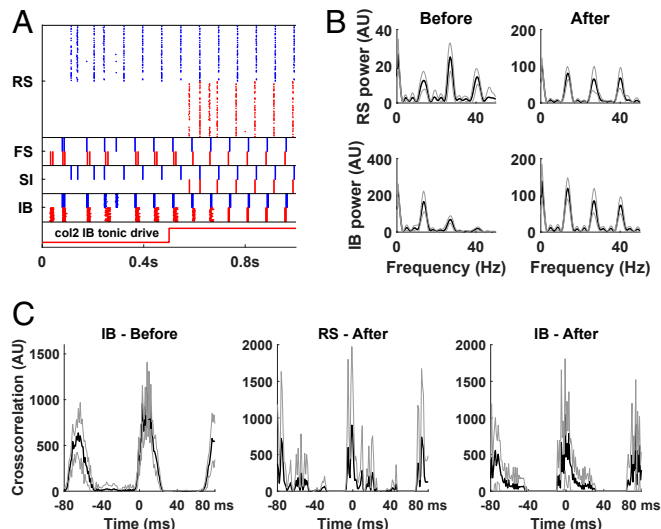 A
RS
FS
SI
IB
col2 IB tonic drive
0 0.4s 0.8s
B
Before After
RS power (AU)
100
50
0
0 40
200
100
0
0 40
IB power (AU)
400
200
0
0 40
200
100
0
0 40
Frequency (Hz) Frequency (Hz)
C
IB - Before RS - After IB - After
Crosscorrelation (AU)
1500
1000
500
0
-80 -40 0 40 80 ms
Time (ms)
2000
1500
1000
500
0
-80 -40 0 40 80 ms
Time (ms)
2000
1500
1000
500
0
-80 -40 0 40 80 ms
Time (ms)